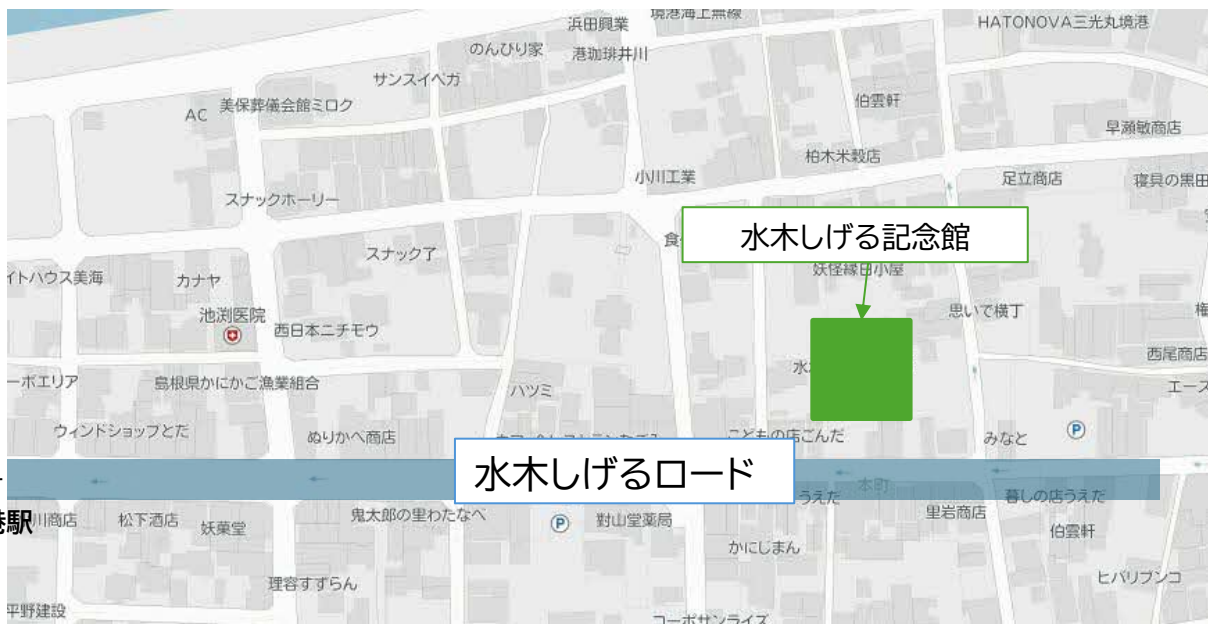 浜田興業
境港海上無線
HATONOVA三光丸境港
のんびり家
港珈琲井川
サンスイベガ
AC
美保葬儀会館ミロク
伯雲軒
早瀬敏商店
柏木米穀店
小川工業
足立商店
寝具の黒田
スナックホーリー
水木しげる記念館
食
スナック了
妖怪縁日小屋
イトハウス美海
カナヤ
池渕医院
西日本ニチモウ
思いで横丁
権
西尾商店
水
ーポエリア
島根県かにかご漁業組合
ハツミ
エース
ウィンドショップとだ
ぬりかべ商店
こどもの店ごんだ
みなと
P
水木しげるロード
本町
うえだ
暮しの店うえだ
港駅
川商店
松下酒店
妖菓堂
鬼太郎の里わたなべ
P
對山堂薬局
里岩商店
伯雲軒
かにじまん
理容すずらん
ヒバリブンコ
平野建設
コーポサンライズ